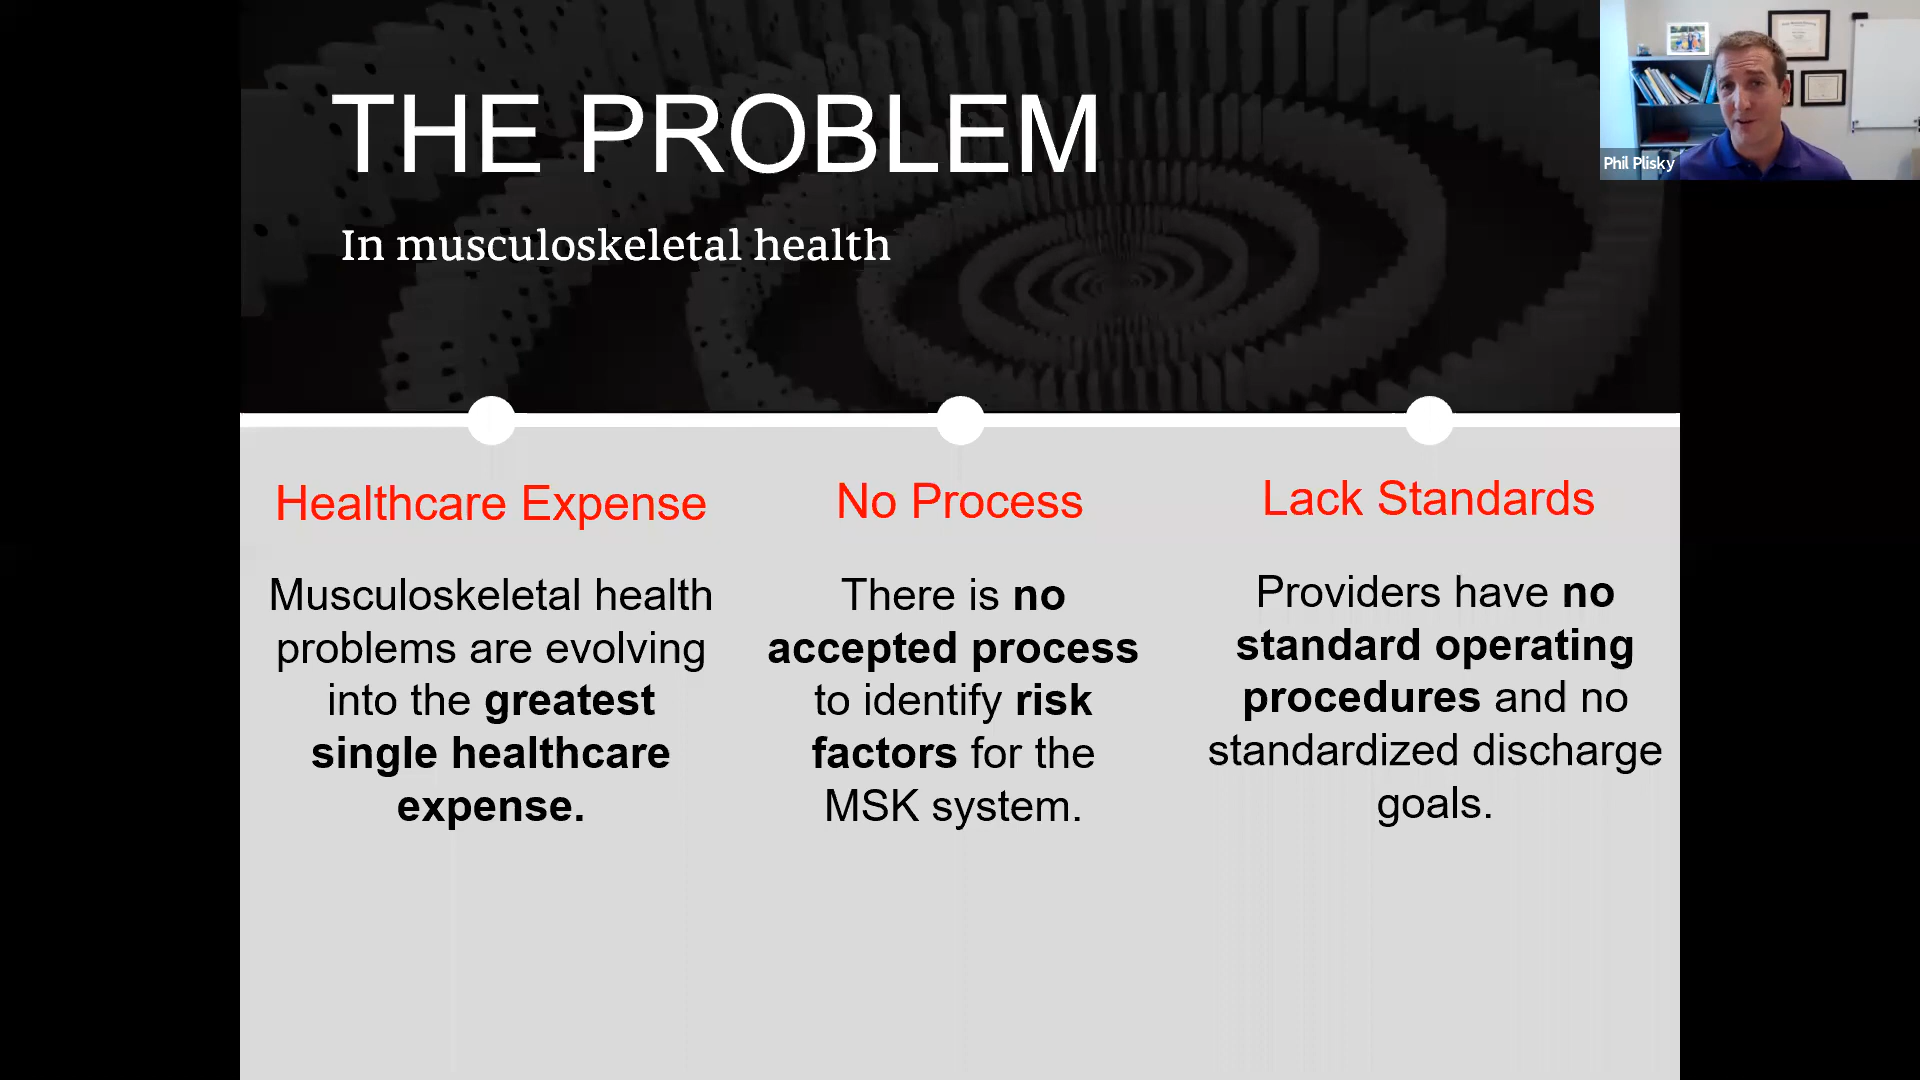 THE PROBLEM
In musculoskeletal health
Phil Plisky
Healthcare Expense
Musculoskeletal health
problems are evolving
into the greatest
single healthcare
expense.
No Process
There is no
accepted process
to identify risk
factors for the
MSK system.
Lack Standards
Providers have no
standard operating
procedures and no
standardized discharge
goals.